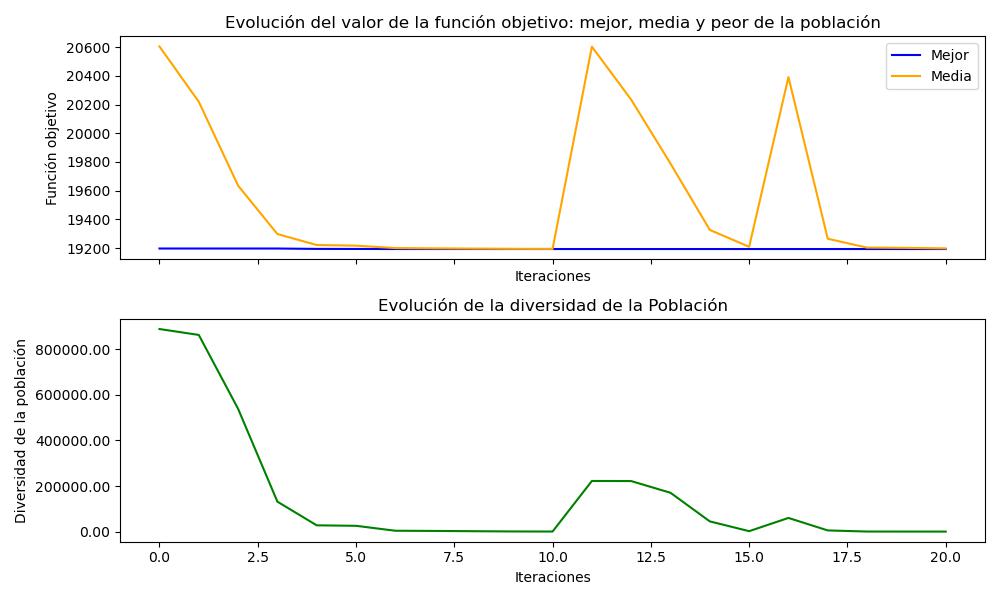 Evolución del valor de la función objetivo: mejor, media y peor de la población
20600
20400
20200
20000
19800
19600
19400
19200
Función objetivo
Mejor
Media
Iteraciones
Evolución de la diversidad de la Población
800000.00
600000.00
400000.00
200000.00
0.00
Diversidad de la población
0.0 2.5 5.0 7.5 10.0 12.5 15.0 17.5 20.0
Iteraciones